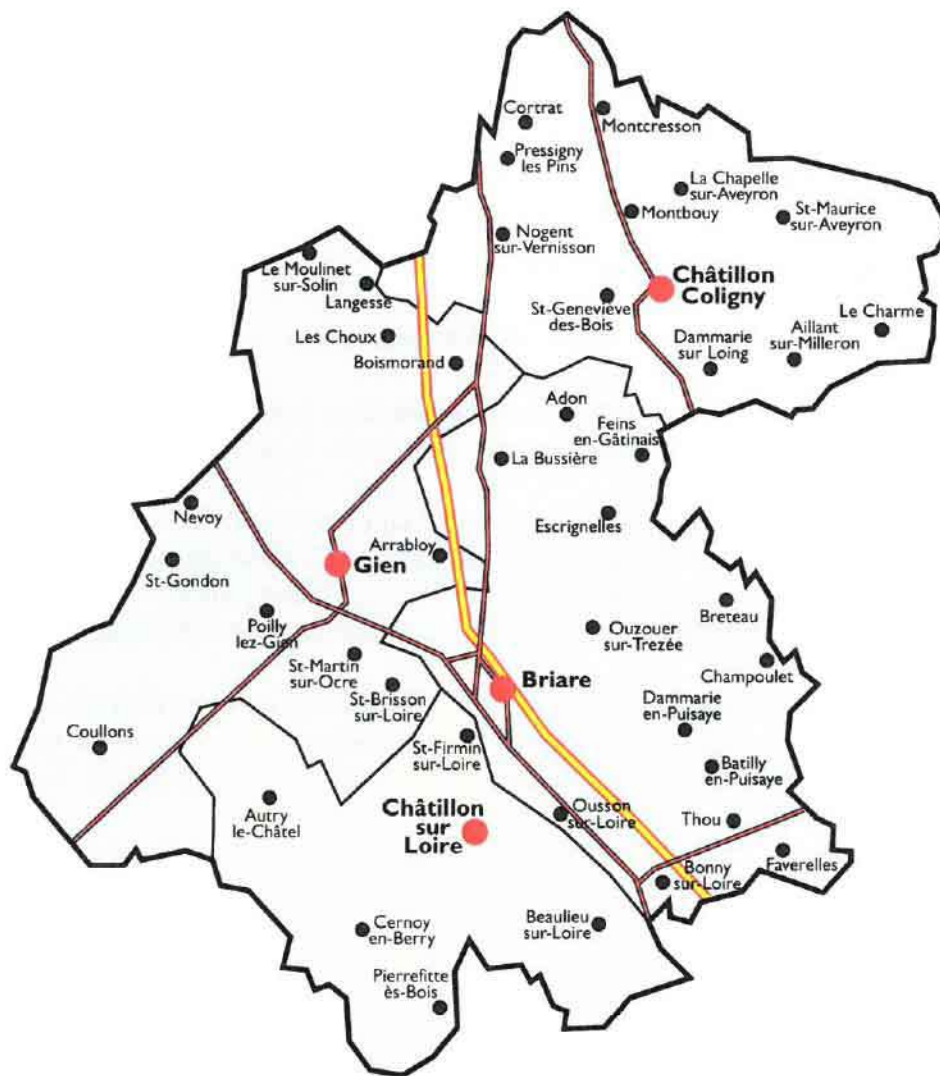 Cortrat
Montcresson
Pressigny
les Pins
La Chapelle
sur-Aveyron
Montbouy
St-Maurice
sur-Aveyron
Nogent
sur-Vernisson
Le Moulinet
sur-Solin
Langesse
Châtillon
Coligny
St-Geneviève
des-Bois
Le Charme
Les Choux
Dammarie
sur Loing
Aillant
sur-Milleron
Boismorand
Adon
Feins
en-Gâtinais
La Bussière
Nevoy
Escrignelles
Arrabloy
Gien
St-Gondon
Breteau
Poilly
lez-Gien
Ouzouer
sur-Trezée
St-Martin
sur-Ocre
Champoulet
Briare
St-Brisson
sur-Loire
Dammarie
en-Puisaye
Coullons
St-Firmin
sur-Loire
Batilly
en-Puisaye
Autry
le-Châtel
Châtillon
sur
Loire
Ousson
sur-Loire
Thou
Faverelles
Bonny
sur-Loire
Beaulieu
sur-Loire
Cernoy
en-Berry
Pierrefitte
ès-Bois